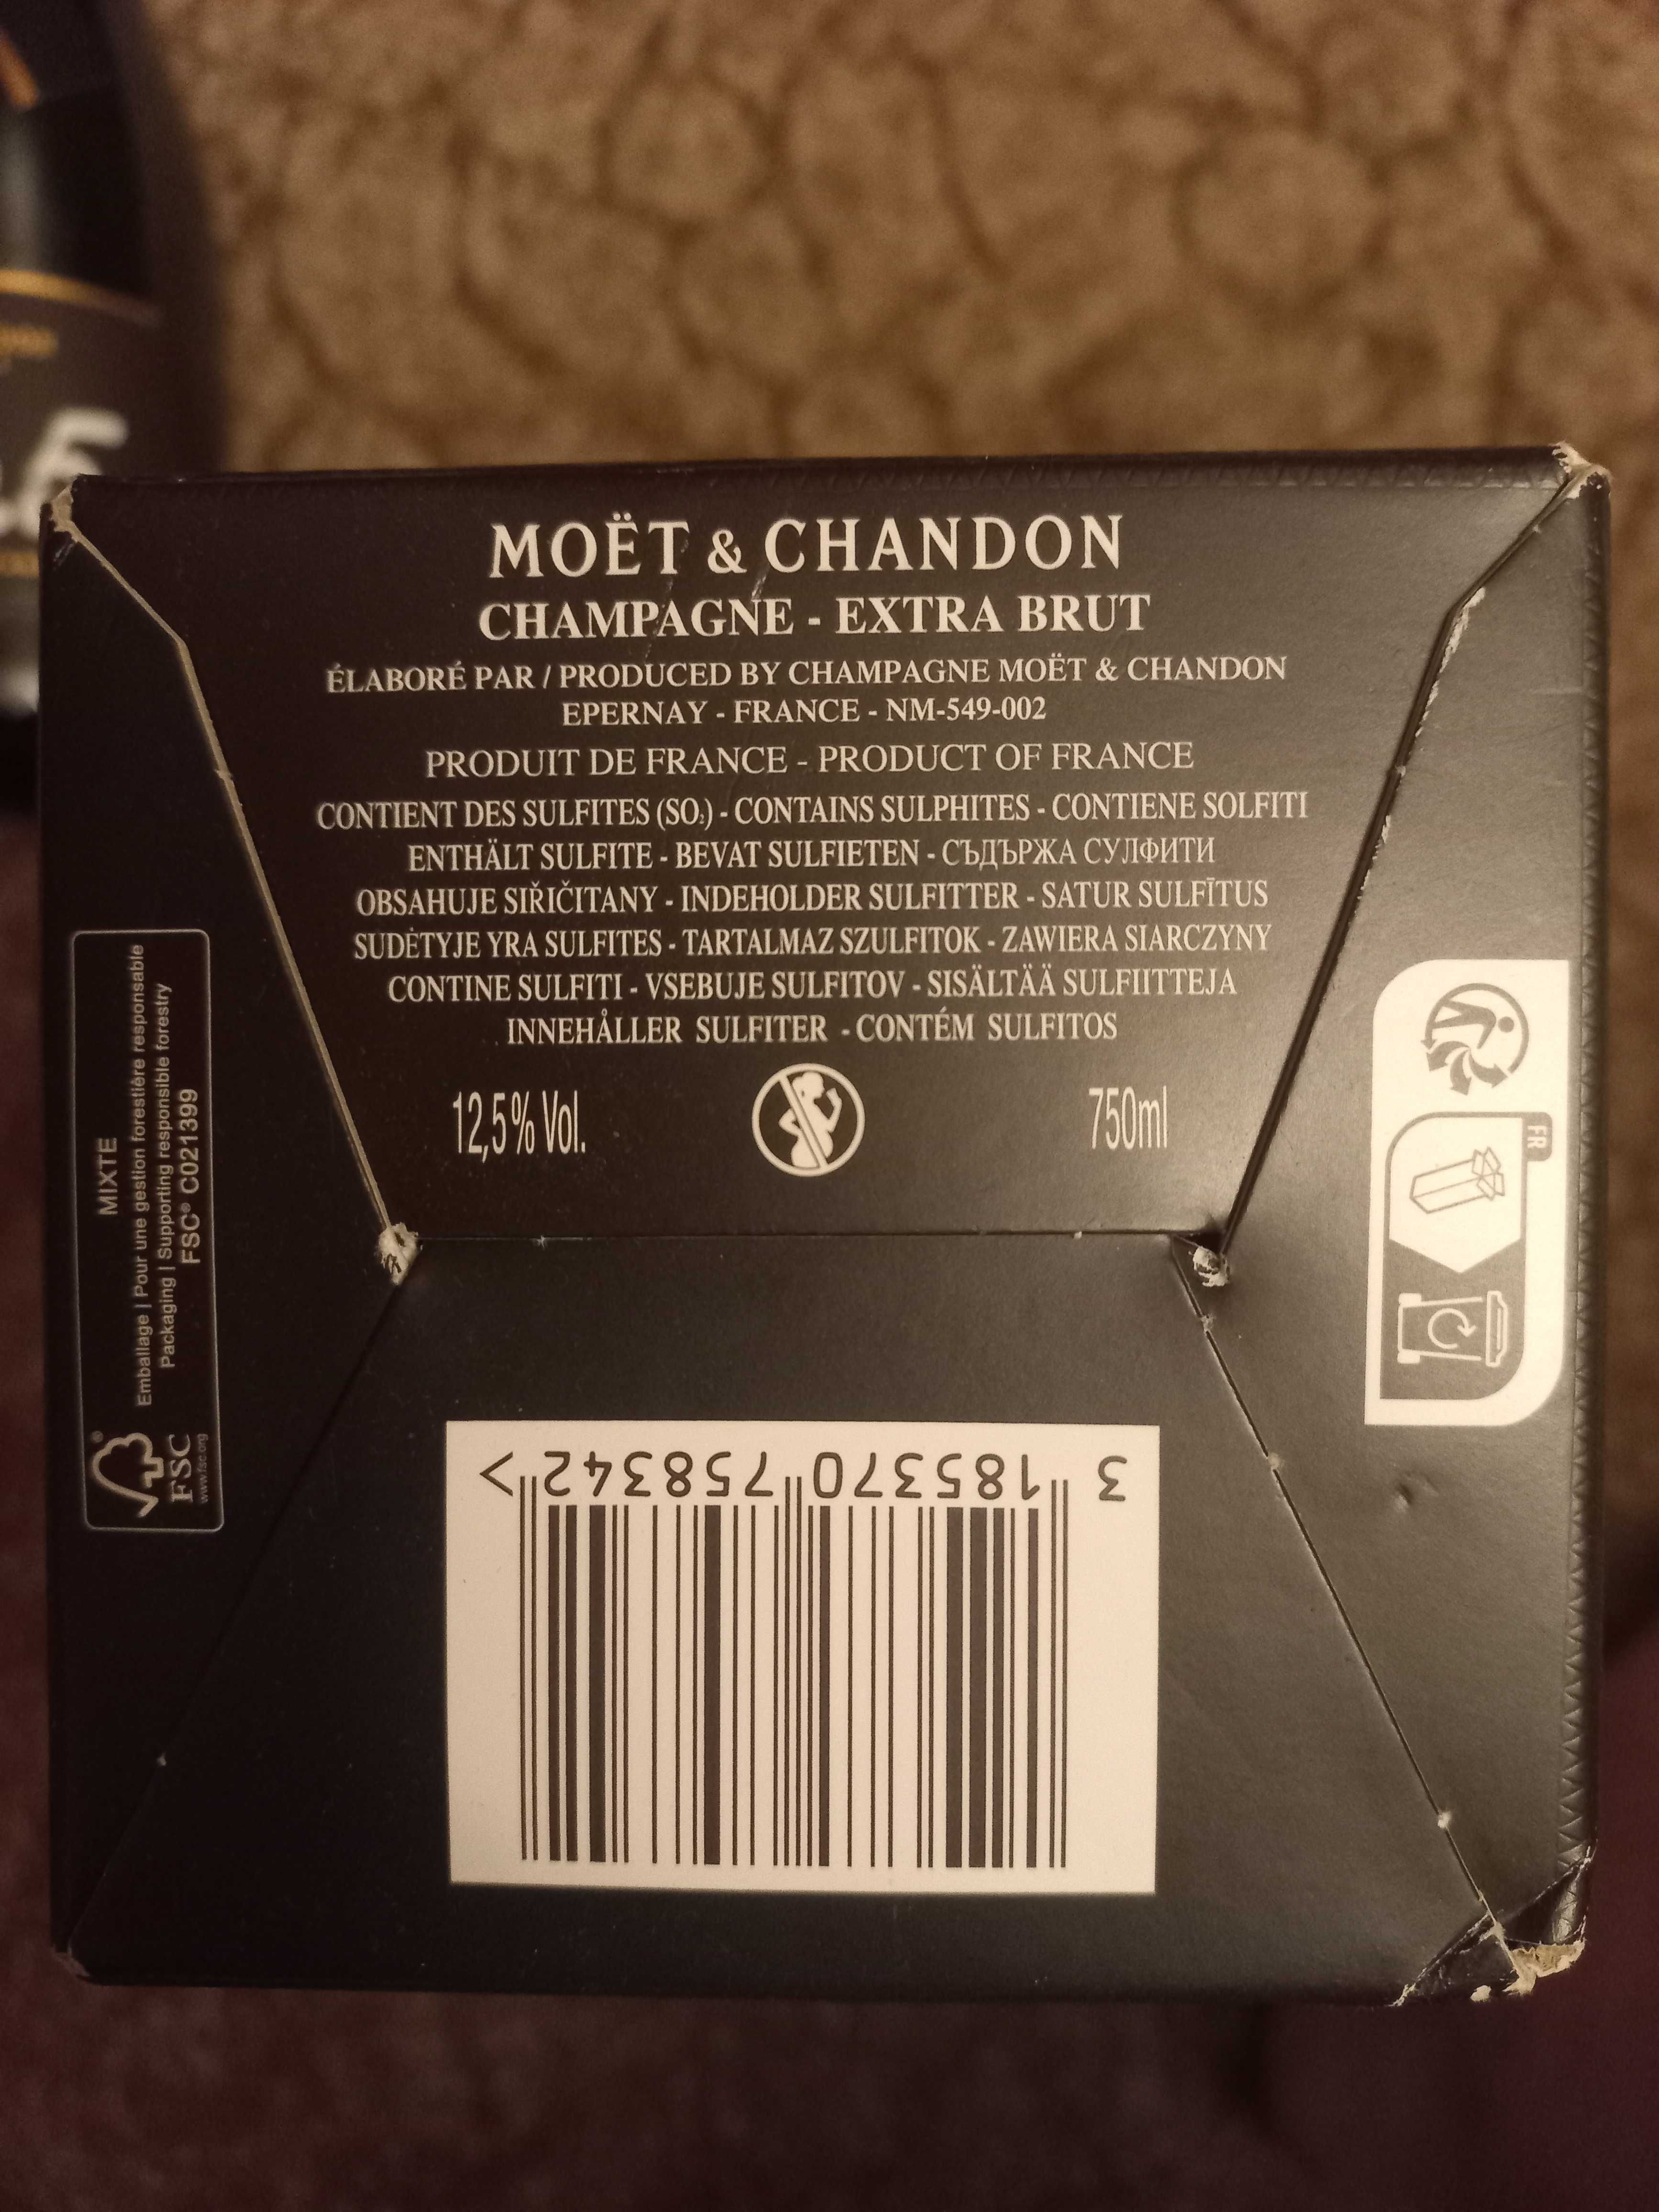 MOËT & CHANDON
CHAMPAGNE - EXTRA BRUT
ÉLABORÉ PAR / PRODUCED BY CHAMPAGNE MOËT & CHANDON
EPERNAY - FRANCE - NM-549-002
PRODUIT DE FRANCE - PRODUCT OF FRANCE
CONTIENT DES SULFITES (SO₂) - CONTAINS SULPHITES - CONTIENE SOLFITI
ENTHÄLT SULFITE - BEVAT SULFIETEN - СЪДЪРЖА СУЛФИТИ
OBSAHUJE SIŘIČITANY - INDEHOLDER SULFITTER - SATUR SULFĪTUS
SUDĖTYJE YRA SULFITES - TARTALMAZ SZULFITOK - ZAWIERA SIARCZYNY
CONTINE SULFITI - VSEBUJE SULFITOV - SISÄLTÄÄ SULFIITTEJA
INNEHÅLLER SULFITER - CONTÉM SULFITOS
12,5% Vol.
750ml
MIXTE
Emballage | Pour une gestion forestière responsable
Packaging | Supporting responsible forestry
FSC® C021399
FSC®
www.fsc.org
FR
3 185370 758342 >